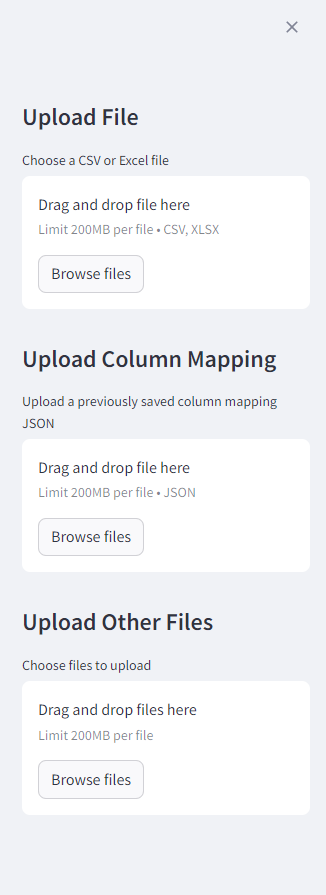 Upload File
Choose a CSV or Excel file
Drag and drop file here
Limit 200MB per file • CSV, XLSX
Browse files
Upload Column Mapping
Upload a previously saved column mapping
JSON
Drag and drop file here
Limit 200MB per file • JSON
Browse files
Upload Other Files
Choose files to upload
Drag and drop files here
Limit 200MB per file
Browse files